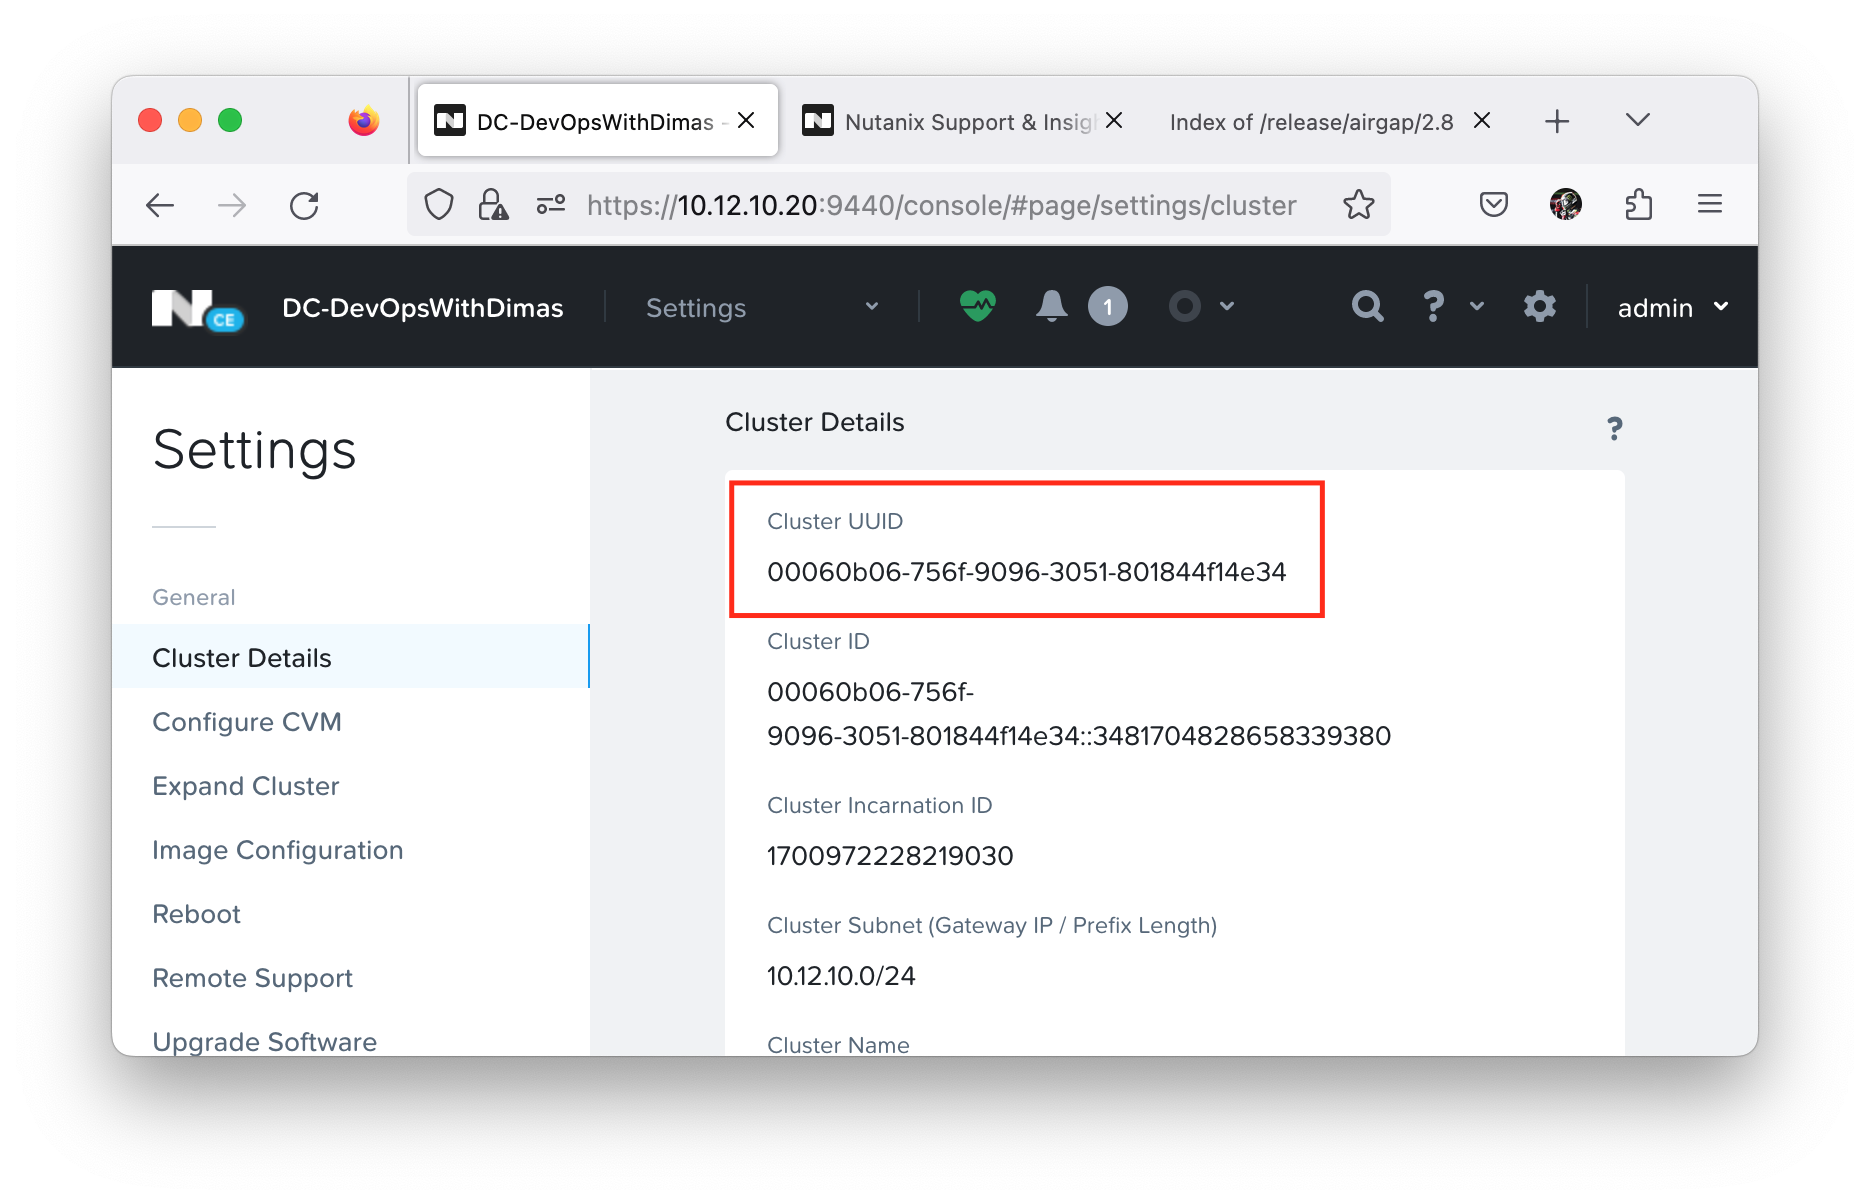 DC-DevOpsWithDimas -
Nutanix Support & Insigh
Index of /release/airgap/2.8
https://10.12.10.20:9440/console/#page/settings/cluster
N CE
DC-DevOpsWithDimas
Settings
1
?
admin
Settings
General
Cluster Details
Configure CVM
Expand Cluster
Image Configuration
Reboot
Remote Support
Upgrade Software
Cluster Details
?
Cluster UUID
00060b06-756f-9096-3051-801844f14e34
Cluster ID
00060b06-756f-
9096-3051-801844f14e34::3481704828658339380
Cluster Incarnation ID
1700972228219030
Cluster Subnet (Gateway IP / Prefix Length)
10.12.10.0/24
Cluster Name